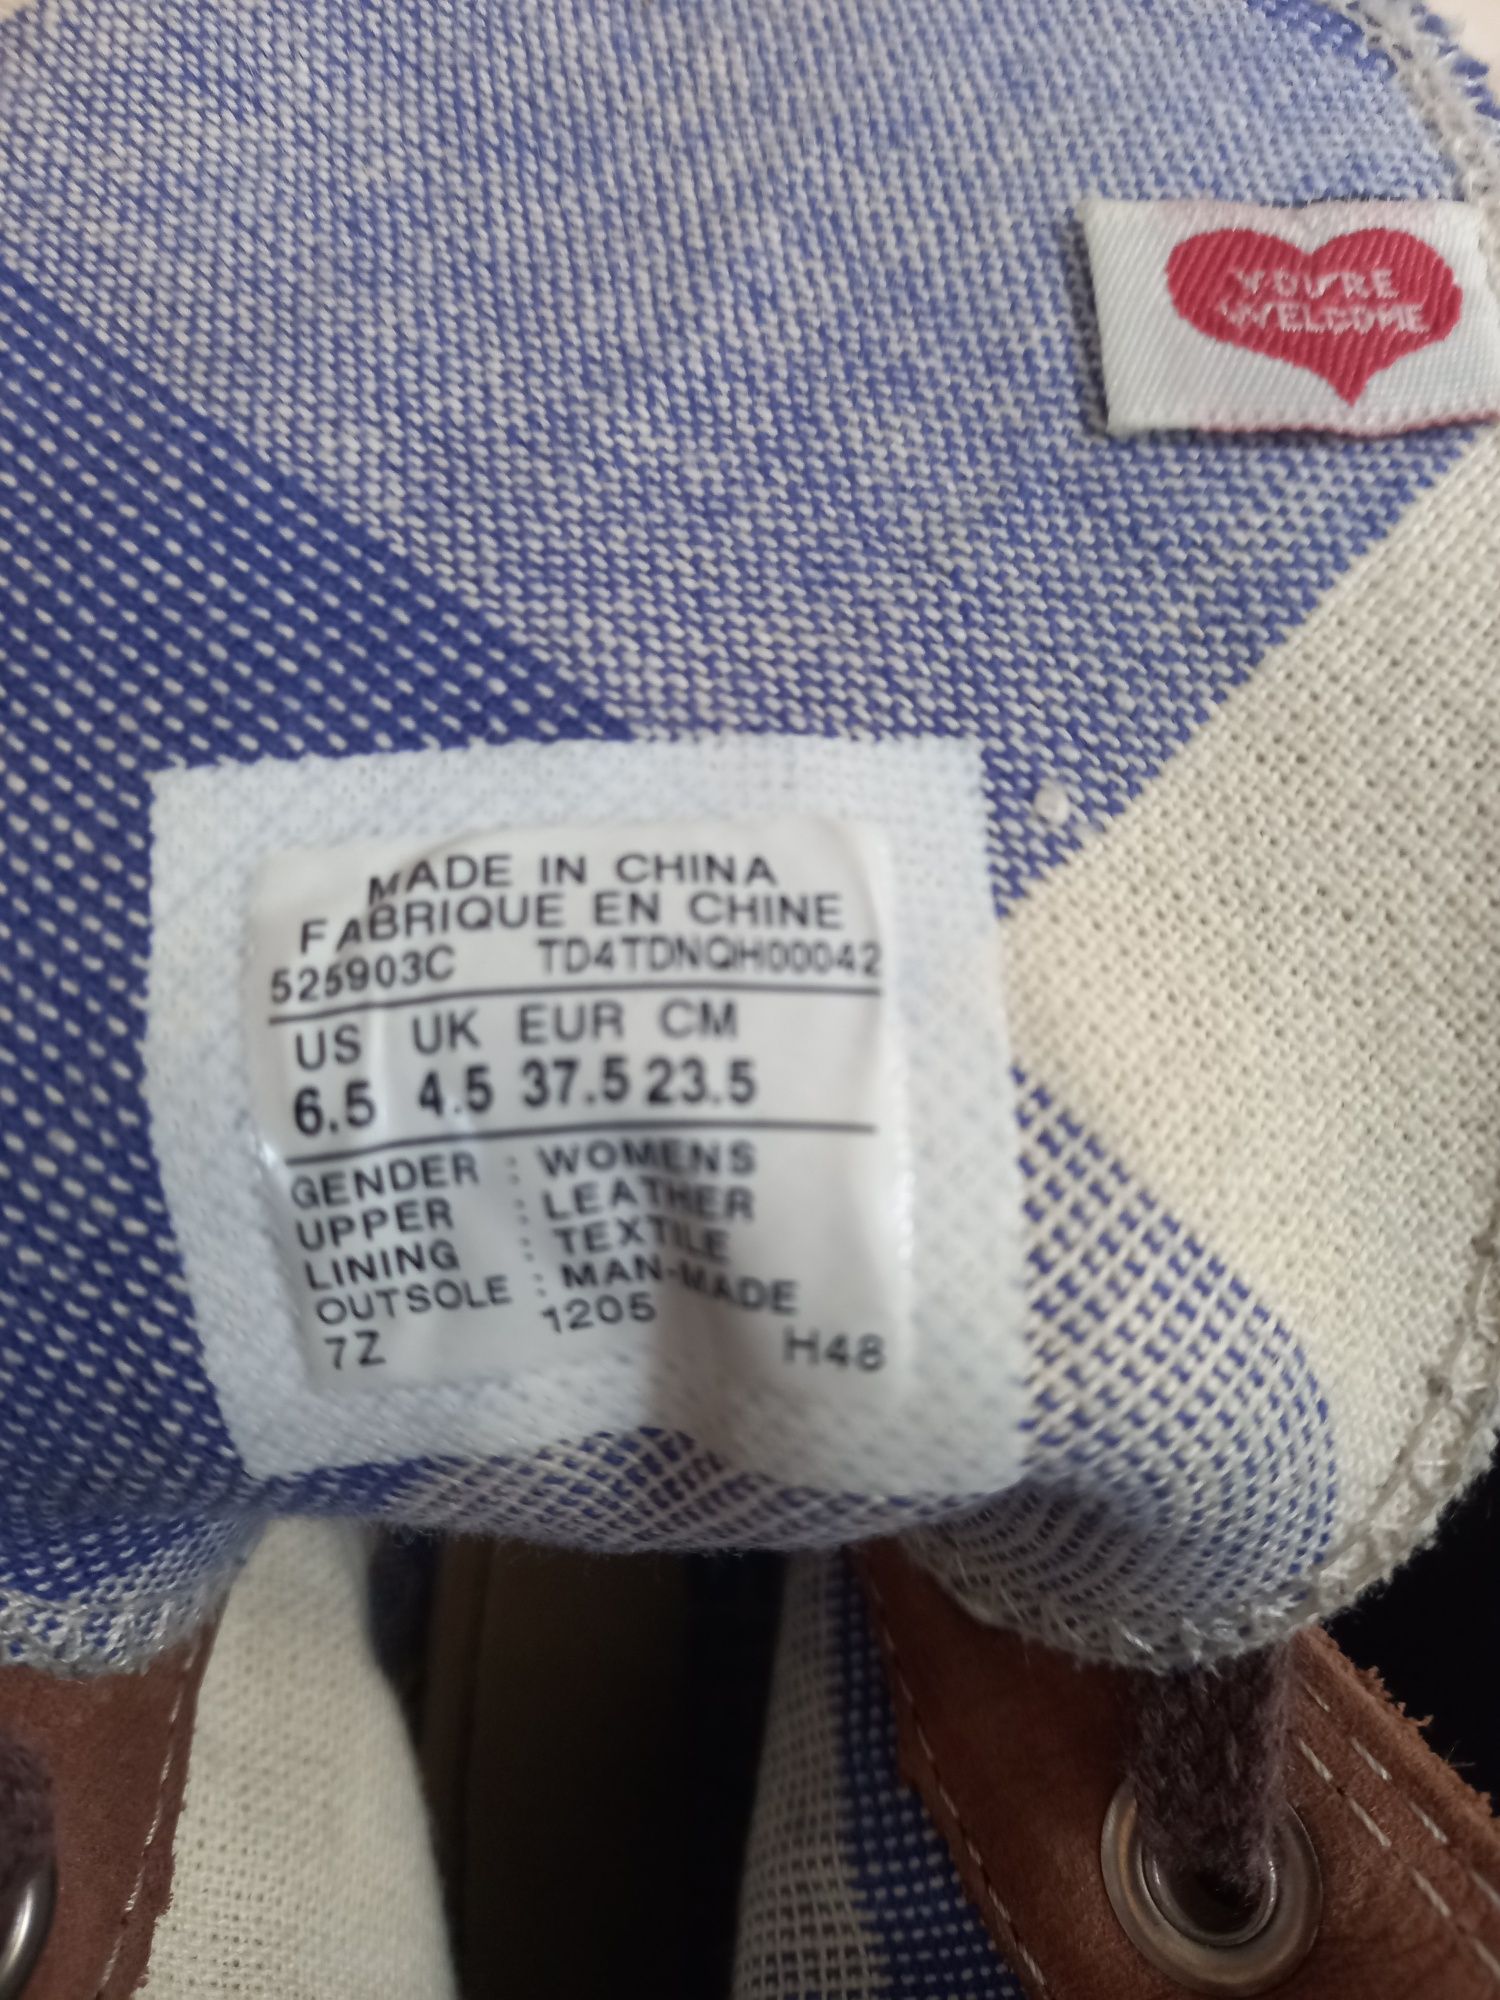 YOU'RE
WELCOME
MADE IN CHINA
FABRIQUE EN CHINE
525903C TD4TDNQH00042
US UK EUR CM
6.5 4.5 37.5 23.5
GENDER : WOMENS
UPPER : LEATHER
LINING : TEXTILE
OUTSOLE : MAN-MADE
7Z 1205 H48